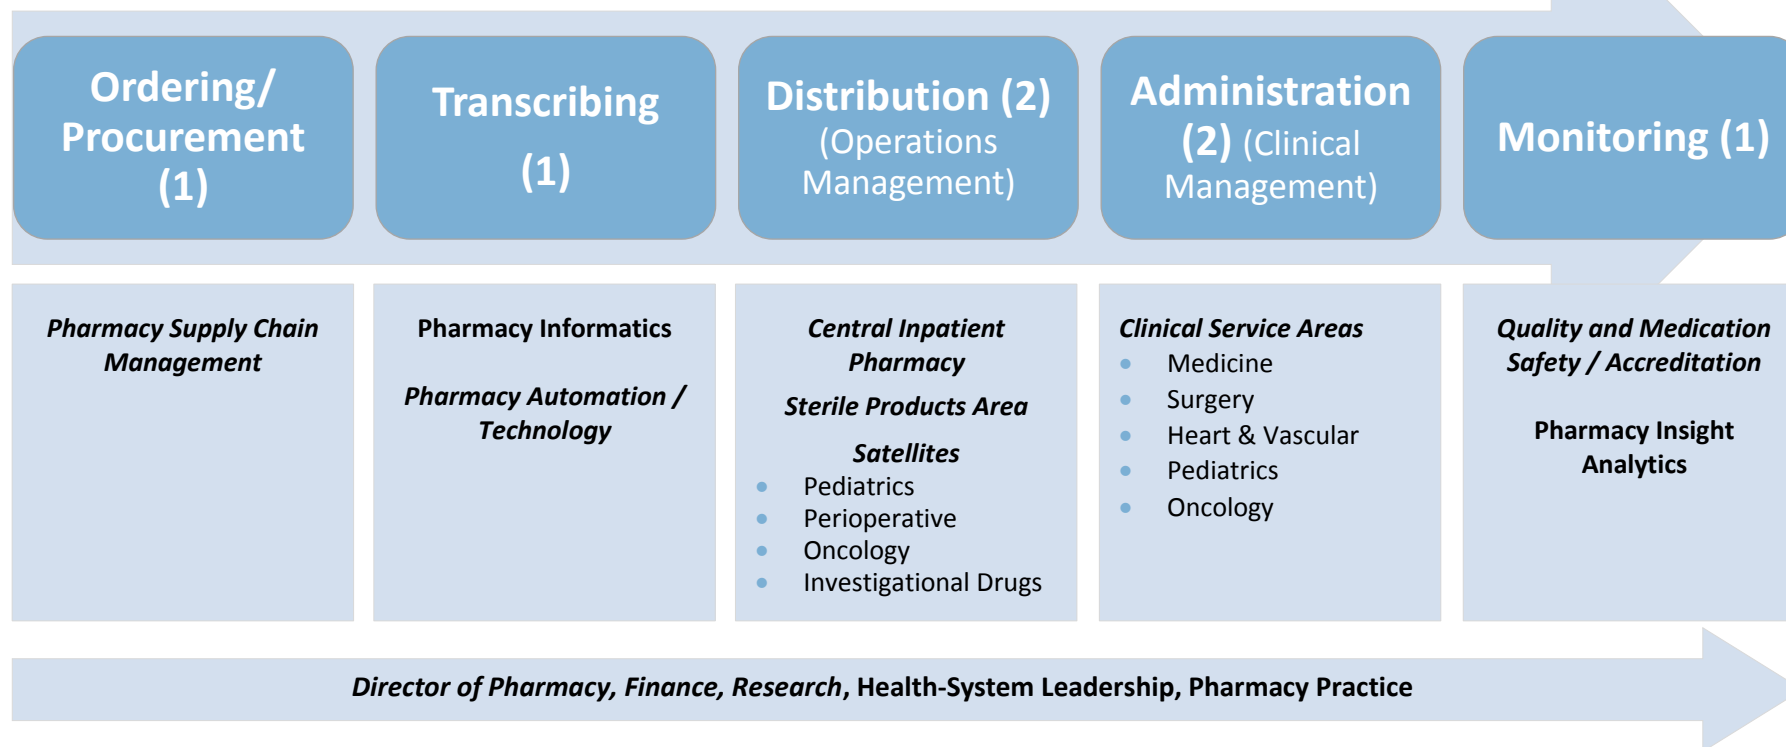 Ordering/
Procurement
(1)
Transcribing
(1)
Distribution (2)
(Operations
Management)
Administration
(2) (Clinical
Management)
Monitoring (1)
Pharmacy Supply Chain
Management
Pharmacy Informatics
Pharmacy Automation /
Technology
Central Inpatient
Pharmacy
Sterile Products Area
Satellites
• Pediatrics
• Perioperative
• Oncology
• Investigational Drugs
Clinical Service Areas
• Medicine
• Surgery
• Heart & Vascular
• Pediatrics
• Oncology
Quality and Medication
Safety / Accreditation
Pharmacy Insight
Analytics
Director of Pharmacy, Finance, Research, Health-System Leadership, Pharmacy Practice